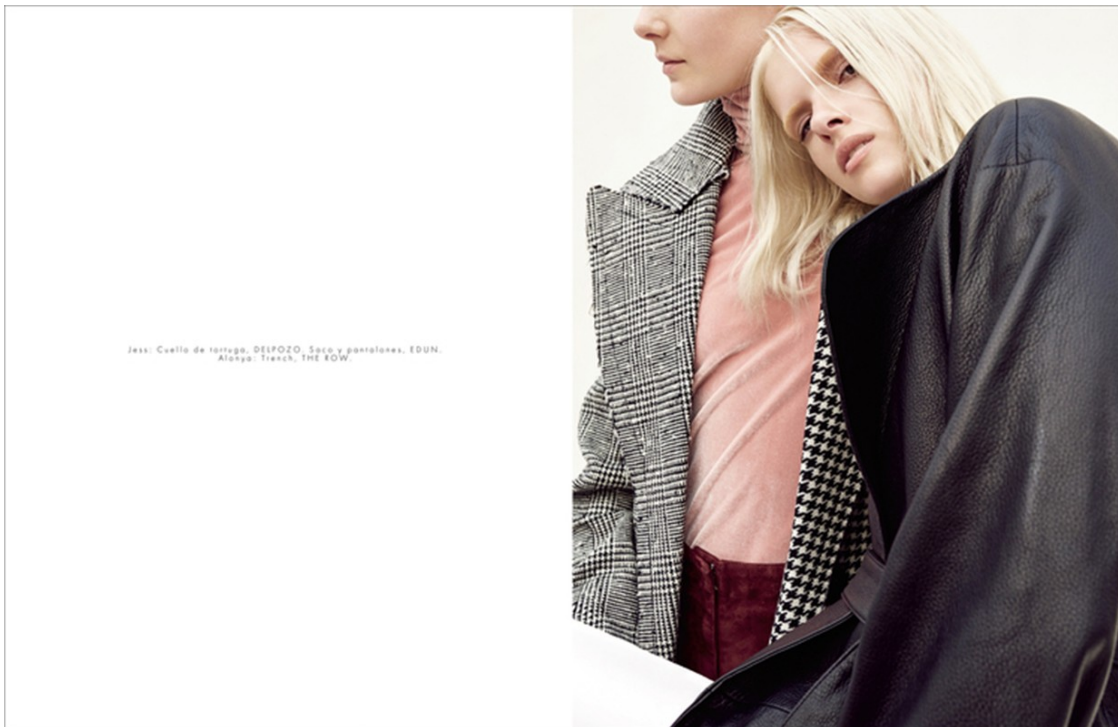 Jess: Cuello de tortuga, DELPOZO. Saco y pantalones, EDUN.
Alanya: Trench, THE ROW.